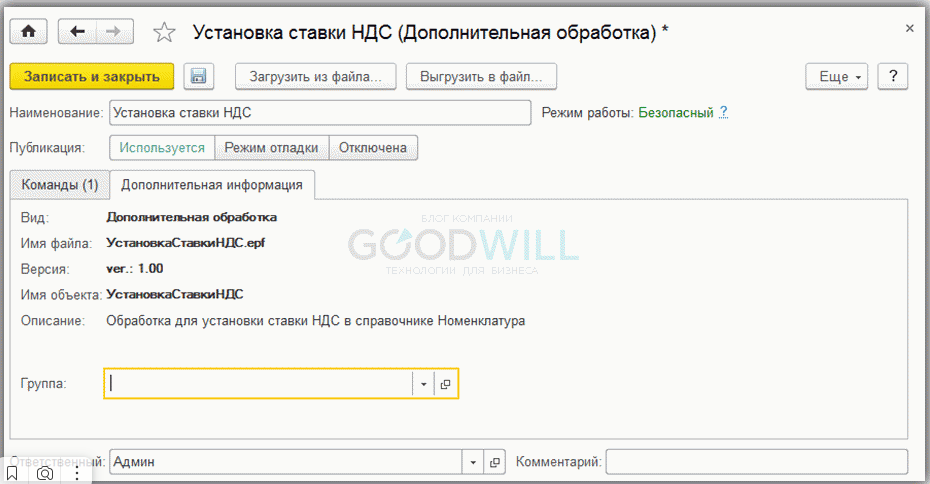 Установка ставки НДС (Дополнительная обработка) *
Записать и закрыть Загрузить из файла... Выгрузить в файл... Еще ?
Наименование: Установка ставки НДС Режим работы: Безопасный ?
Публикация: Используется Режим отладки Отключена
Команды (1) Дополнительная информация
Вид: Дополнительная обработка
БЛОГ КОМПАНИИ
Имя файла: УстановкаСтавкиНДС.epf
GOODWILL
Версия: ver.: 1.00
ТЕХНОЛОГИИ ДЛЯ БИЗНЕСА
Имя объекта: УстановкаСтавкиНДС
Описание: Обработка для установки ставки НДС в справочнике Номенклатура
Группа:
Ответственный: Админ Комментарий: